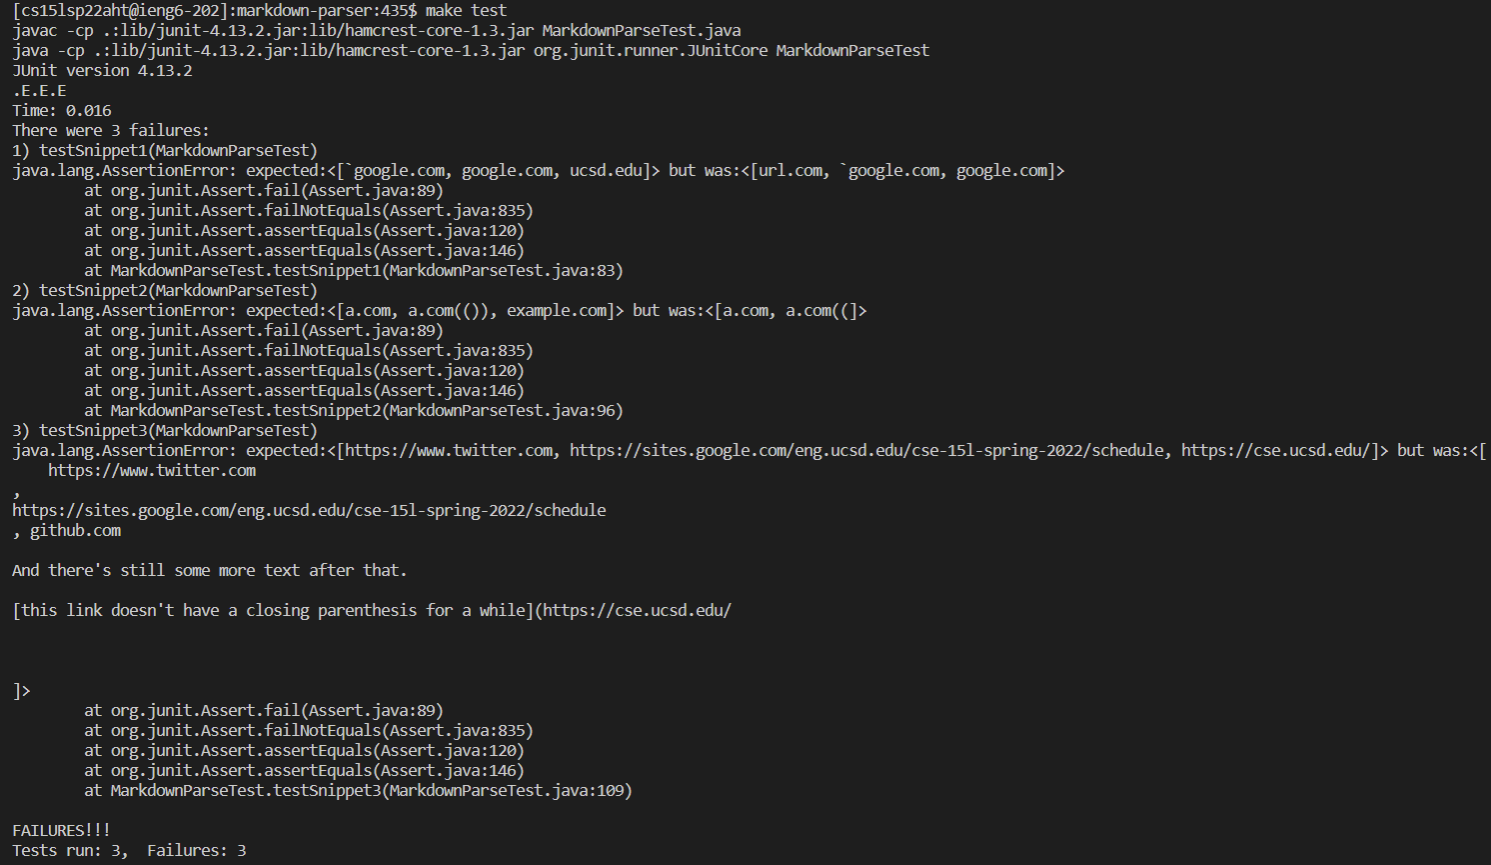 [cs15lsp22aht@ieng6-202]:markdown-parser:435$ make test
javac -cp .:lib/junit-4.13.2.jar:lib/hamcrest-core-1.3.jar MarkdownParseTest.java
java -cp .:lib/junit-4.13.2.jar:lib/hamcrest-core-1.3.jar org.junit.runner.JUnitCore MarkdownParseTest
JUnit version 4.13.2
.E.E.E
Time: 0.016
There were 3 failures:
1) testSnippet1(MarkdownParseTest)
java.lang.AssertionError: expected:<[`google.com, google.com, ucsd.edu]> but was:<[url.com, `google.com, google.com]>
        at org.junit.Assert.fail(Assert.java:89)
        at org.junit.Assert.failNotEquals(Assert.java:835)
        at org.junit.Assert.assertEquals(Assert.java:120)
        at org.junit.Assert.assertEquals(Assert.java:146)
        at MarkdownParseTest.testSnippet1(MarkdownParseTest.java:83)
2) testSnippet2(MarkdownParseTest)
java.lang.AssertionError: expected:<[a.com, a.com(()), example.com]> but was:<[a.com, a.com((]>
        at org.junit.Assert.fail(Assert.java:89)
        at org.junit.Assert.failNotEquals(Assert.java:835)
        at org.junit.Assert.assertEquals(Assert.java:120)
        at org.junit.Assert.assertEquals(Assert.java:146)
        at MarkdownParseTest.testSnippet2(MarkdownParseTest.java:96)
3) testSnippet3(MarkdownParseTest)
java.lang.AssertionError: expected:<[https://www.twitter.com, https://sites.google.com/eng.ucsd.edu/cse-15l-spring-2022/schedule, https://cse.ucsd.edu/]> but was:<[
    https://www.twitter.com
,
https://sites.google.com/eng.ucsd.edu/cse-15l-spring-2022/schedule
, github.com

And there's still some more text after that.

[this link doesn't have a closing parenthesis for a while](https://cse.ucsd.edu/



]>
        at org.junit.Assert.fail(Assert.java:89)
        at org.junit.Assert.failNotEquals(Assert.java:835)
        at org.junit.Assert.assertEquals(Assert.java:120)
        at org.junit.Assert.assertEquals(Assert.java:146)
        at MarkdownParseTest.testSnippet3(MarkdownParseTest.java:109)

FAILURES!!!
Tests run: 3,  Failures: 3